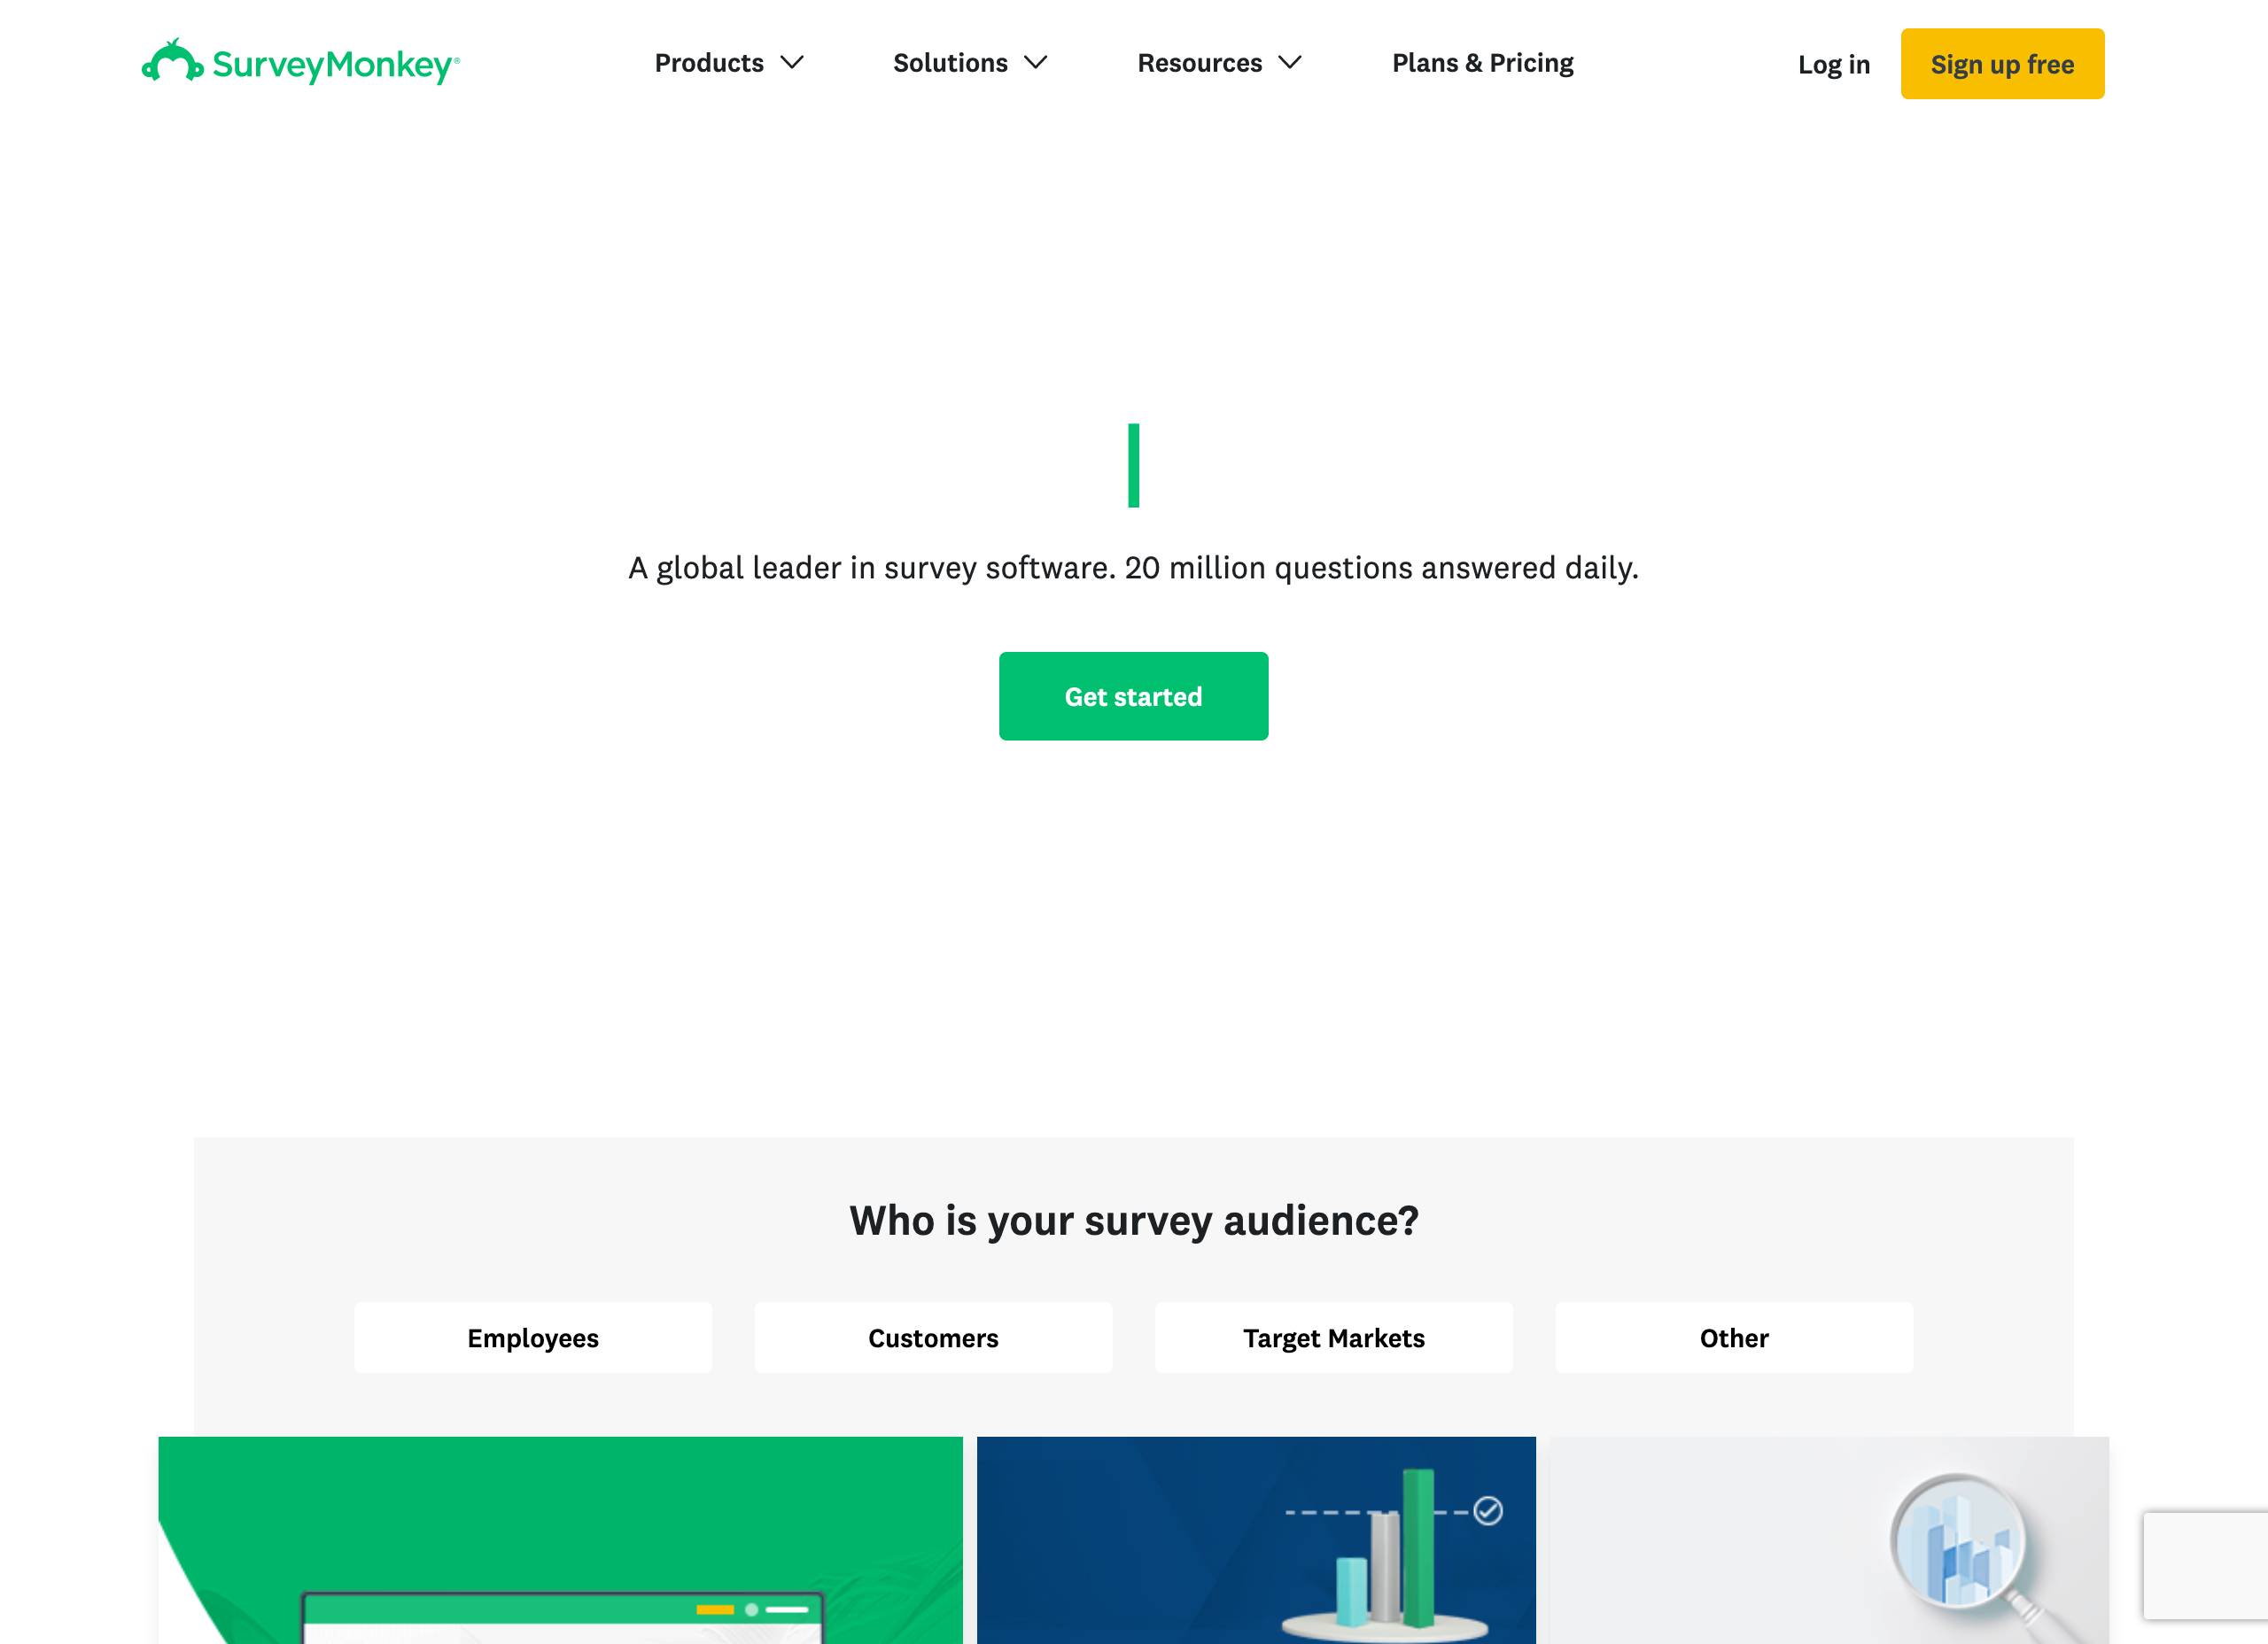 SurveyMonkey®
Products
Solutions
Resources
Plans & Pricing
Log in
Sign up free
A global leader in survey software. 20 million questions answered daily.
Get started
Who is your survey audience?
Employees
Customers
Target Markets
Other